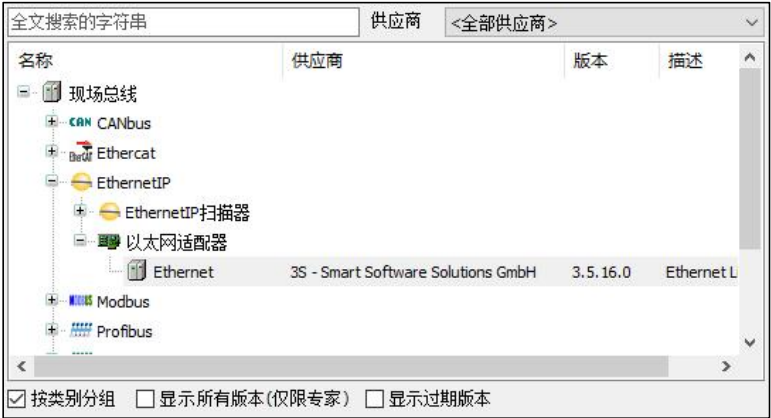 全文搜索的字符串 供应商 <全部供应商>
名称 供应商 版本 描述
现场总线
CAN CANbus
Ethercat
EthernetIP
EthernetIP扫描器
以太网适配器
Ethernet 3S - Smart Software Solutions GmbH 3.5.16.0 Ethernet L
MODBUS Modbus
Profibus
按类别分组 显示所有版本(仅限专家) 显示过期版本